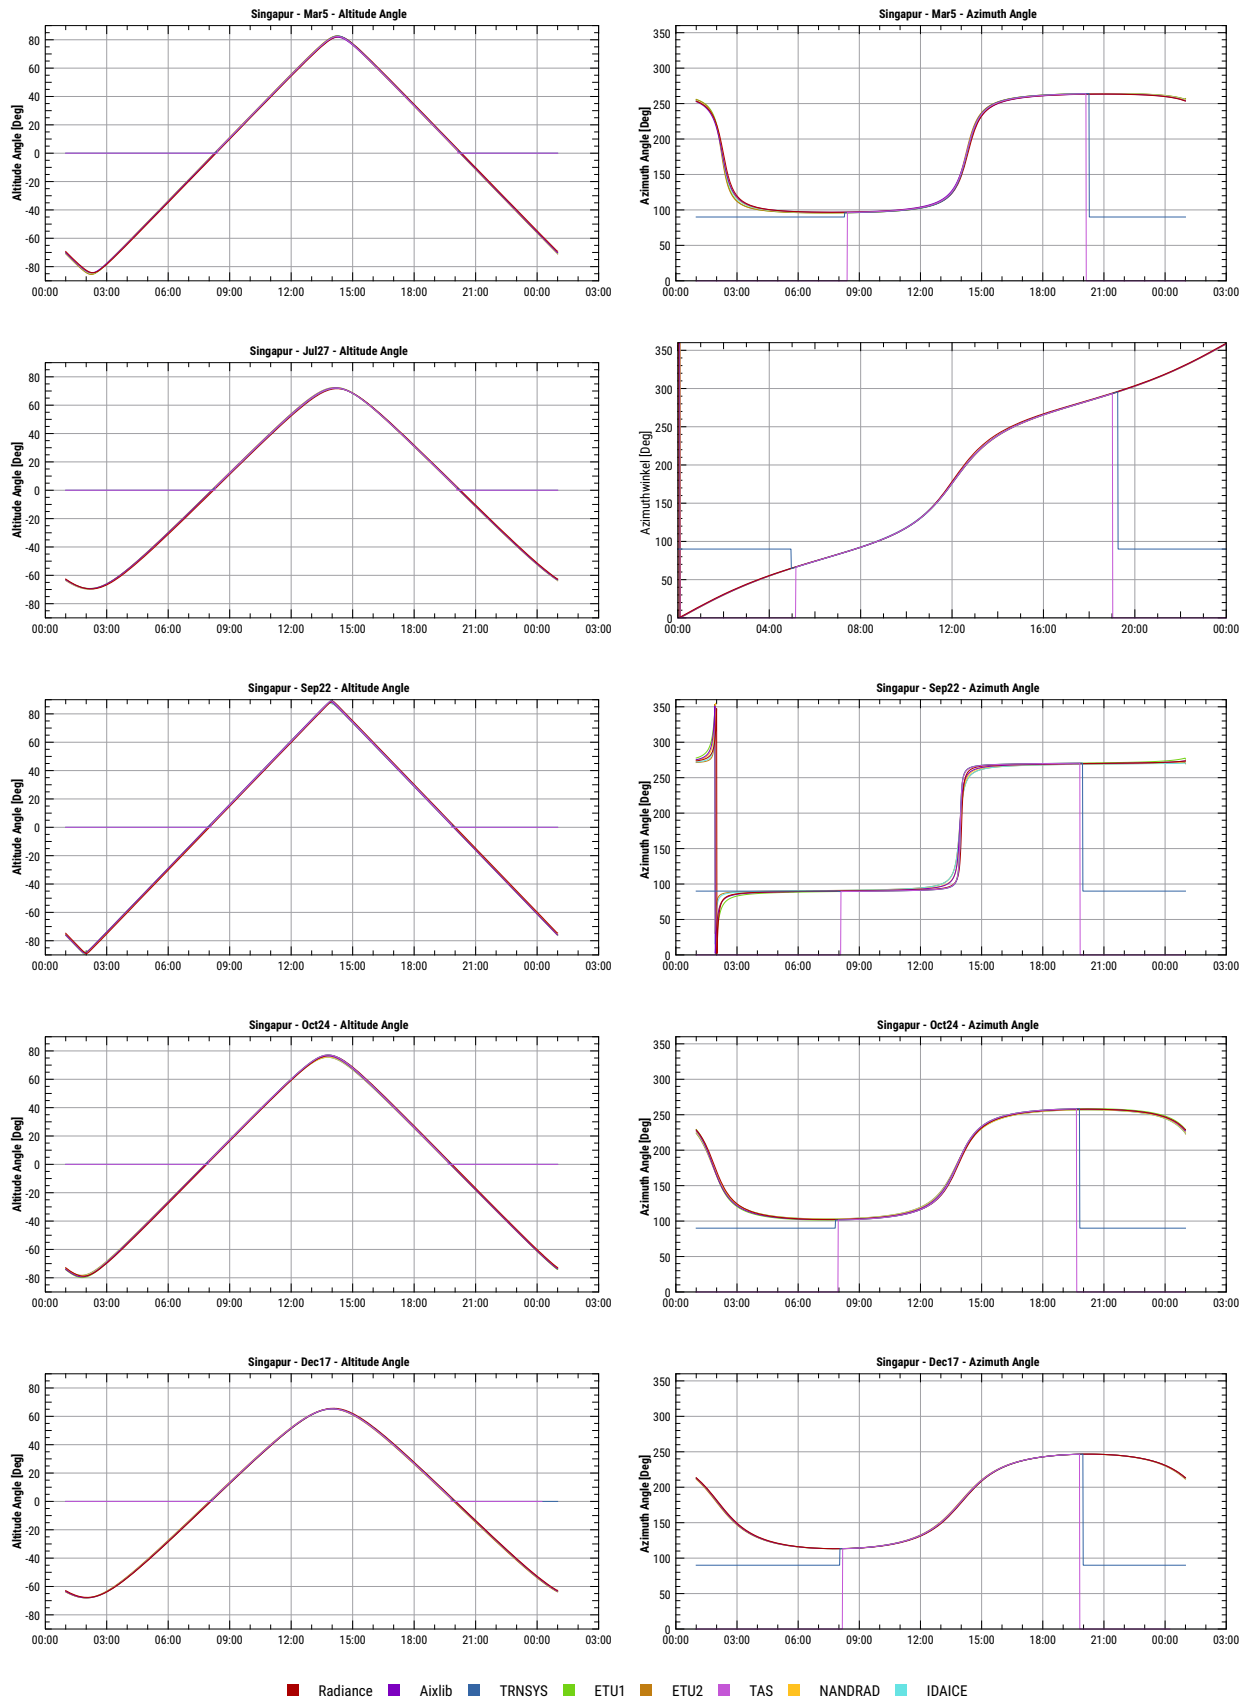 Singapur - Mar5 - Altitude Angle
Altitude Angle [Deg]
80
60
40
20
0
-20
-40
-60
-80
00:00 03:00 06:00 09:00 12:00 15:00 18:00 21:00 00:00 03:00
Singapur - Mar5 - Azimuth Angle
Azimuth Angle [Deg]
350
300
250
200
150
100
50
0
00:00 03:00 06:00 09:00 12:00 15:00 18:00 21:00 00:00 03:00
Singapur - Jul27 - Altitude Angle
Altitude Angle [Deg]
80
60
40
20
0
-20
-40
-60
-80
00:00 03:00 06:00 09:00 12:00 15:00 18:00 21:00 00:00 03:00
Azimuthwinkel [Deg]
350
300
250
200
150
100
50
0
00:00 04:00 08:00 12:00 16:00 20:00 00:00
Singapur - Sep22 - Altitude Angle
Altitude Angle [Deg]
80
60
40
20
0
-20
-40
-60
-80
00:00 03:00 06:00 09:00 12:00 15:00 18:00 21:00 00:00 03:00
Singapur - Sep22 - Azimuth Angle
Azimuth Angle [Deg]
350
300
250
200
150
100
50
0
00:00 03:00 06:00 09:00 12:00 15:00 18:00 21:00 00:00 03:00
Singapur - Oct24 - Altitude Angle
Altitude Angle [Deg]
80
60
40
20
0
-20
-40
-60
-80
00:00 03:00 06:00 09:00 12:00 15:00 18:00 21:00 00:00 03:00
Singapur - Oct24 - Azimuth Angle
Azimuth Angle [Deg]
350
300
250
200
150
100
50
0
00:00 03:00 06:00 09:00 12:00 15:00 18:00 21:00 00:00 03:00
Singapur - Dec17 - Altitude Angle
Altitude Angle [Deg]
80
60
40
20
0
-20
-40
-60
-80
00:00 03:00 06:00 09:00 12:00 15:00 18:00 21:00 00:00 03:00
Singapur - Dec17 - Azimuth Angle
Azimuth Angle [Deg]
350
300
250
200
150
100
50
0
00:00 03:00 06:00 09:00 12:00 15:00 18:00 21:00 00:00 03:00
Radiance Aixlib TRNSYS ETU1 ETU2 TAS NANDRAD IDAICE